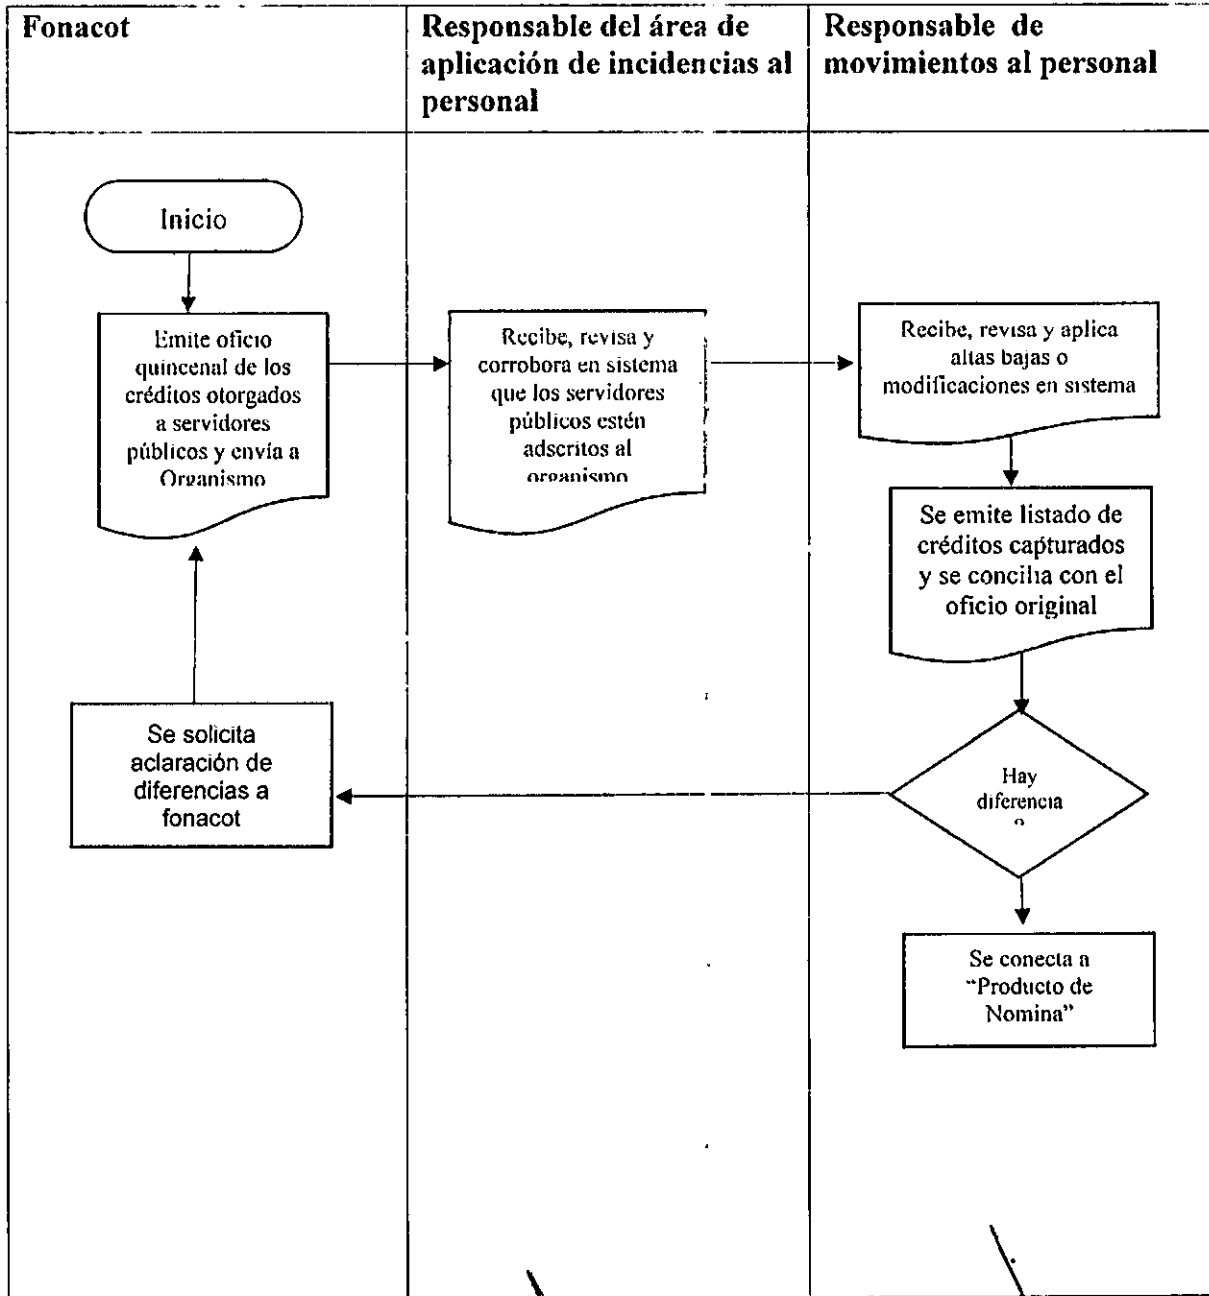 Fonacot
Responsable del área de
aplicación de incidencias al
personal
Responsable de
movimientos al personal
Inicio
Emite oficio
quincenal de los
créditos otorgados
a servidores
públicos y envía a
Organismo
Recibe, revisa y
corrobora en sistema
que los servidores
públicos estén
adscritos al
organismo
Recibe, revisa y aplica
altas bajas o
modificaciones en sistema
Se emite listado de
créditos capturados
y se concilia con el
oficio original
Hay
diferencia
?
Se solicita
aclaración de
diferencias a
fonacot
Se conecta a
“Producto de
Nomina”